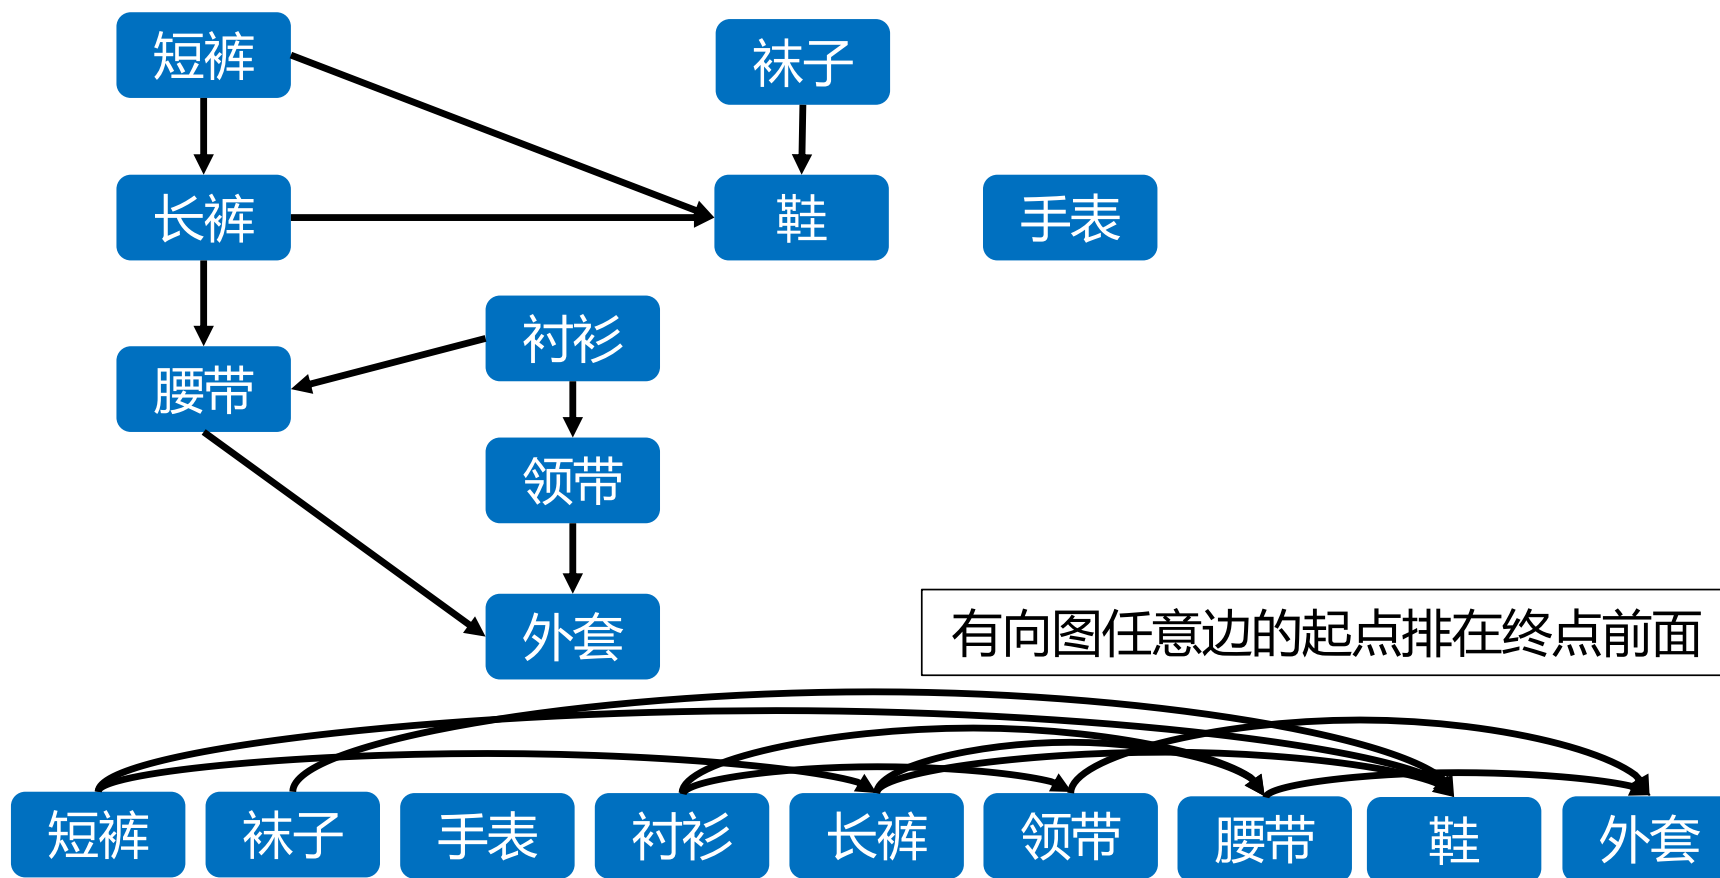 短裤
袜子
长裤
鞋
手表
衬衫
腰带
领带
外套
有向图任意边的起点排在终点前面
短裤 袜子 手表 衬衫 长裤 领带 腰带 鞋 外套